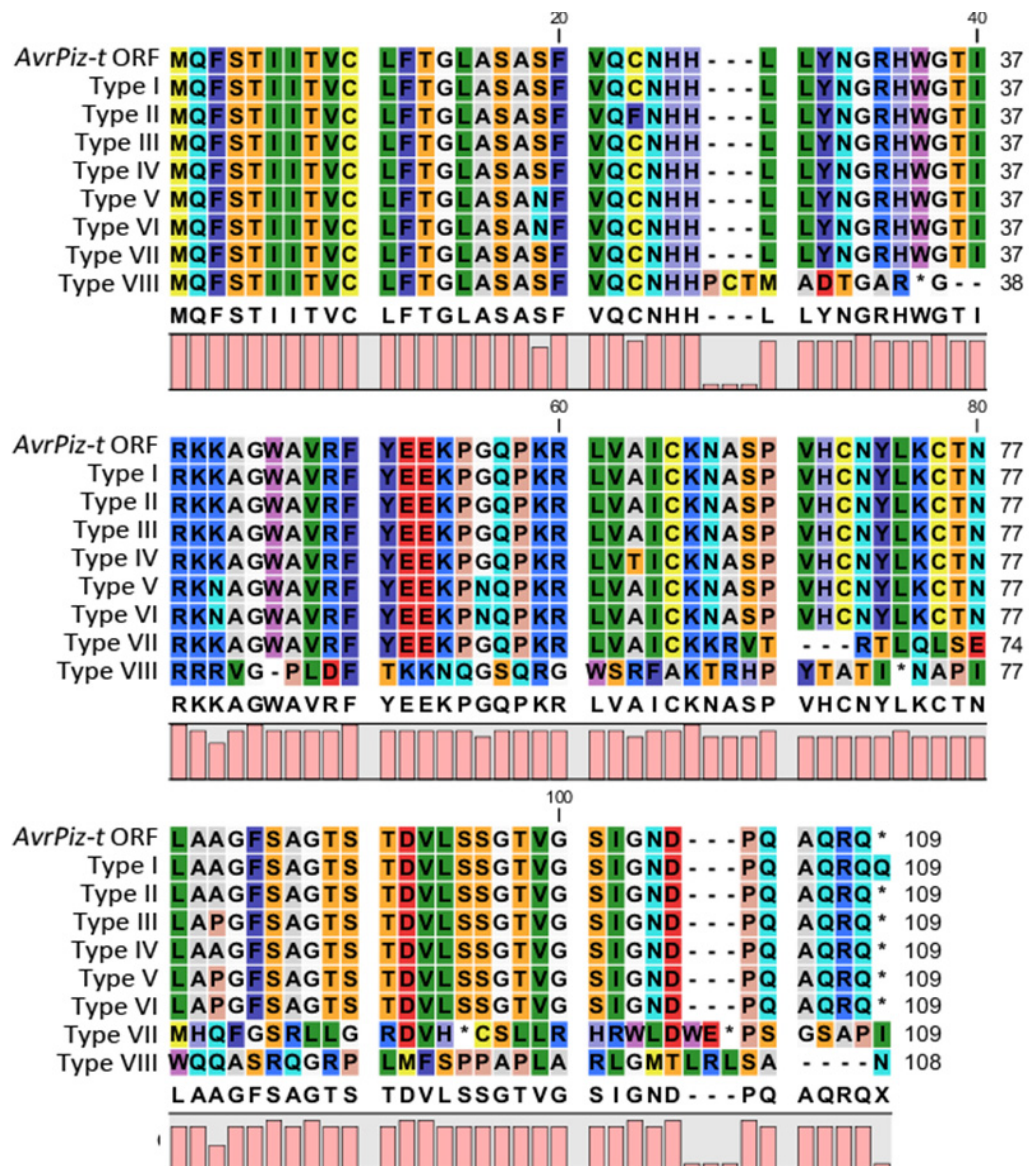 20 40
AvrPiz-t ORF MQFSTIITVC LFTGLASASF VQCNHH---L LYNGRHWGTI 37
Type I MQFSTIITVC LFTGLASASF VQCNHH---L LYNGRHWGTI 37
Type II MQFSTIITVC LFTGLASASF VQFNHH---L LYNGRHWGTI 37
Type III MQFSTIITVC LFTGLASASF VQCNHH---L LYNGRHWGTI 37
Type IV MQFSTIITVC LFTGLASASF VQCNHH---L LYNGRHWGTI 37
Type V MQFSTIITVC LFTGLASANF VQCNHH---L LYNGRHWGTI 37
Type VI MQFSTIITVC LFTGLASANF VQCNHH---L LYNGRHWGTI 37
Type VII MQFSTIITVC LFTGLASASF VQCNHH---L LYNGRHWGTI 37
Type VIII MQFSTIITVC LFTGLASASF VQCNHHPCTM ADTGAR*G-- 38
MQFSTIITVC LFTGLASASF VQCNHH---L LYNGRHWGTI
60 80
AvrPiz-t ORF RKKAGWAVRF YEEKPGQPKR LVAICKNASP VHCNYLKCTN 77
Type I RKKAGWAVRF YEEKPGQPKR LVAICKNASP VHCNYLKCTN 77
Type II RKKAGWAVRF YEEKPGQPKR LVAICKNASP VHCNYLKCTN 77
Type III RKKAGWAVRF YEEKPGQPKR LVAICKNASP VHCNYLKCTN 77
Type IV RKKAGWAVRF YEEKPGQPKR LVTICKNASP VHCNYLKCTN 77
Type V RKNAGWAVRF YEEKPNQPKR LVAICKNASP VHCNYLKCTN 77
Type VI RKNAGWAVRF YEEKPNQPKR LVAICKNASP VHCNYLKCTN 77
Type VII RKKAGWAVRF YEEKPGQPKR LVAICKKRVT ---RTLQLSE 74
Type VIII RRRVG-PLDF TKKNQGSQRG WSRFAKTRHP YTATI*NAPI 77
RKKAGWAVRF YEEKPGQPKR LVAICKNASP VHCNYLKCTN
100
AvrPiz-t ORF LAAGFSAGTS TDVLSSGTVG SIGND---PQ AQRQ* 109
Type I LAAGFSAGTS TDVLSSGTVG SIGND---PQ AQRQQ 109
Type II LAAGFSAGTS TDVLSSGTVG SIGND---PQ AQRQ* 109
Type III LAPGFSAGTS TDVLSSGTVG SIGND---PQ AQRQ* 109
Type IV LAAGFSAGTS TDVLSSGTVG SIGND---PQ AQRQ* 109
Type V LAPGFSAGTS TDVLSSGTVG SIGND---PQ AQRQ* 109
Type VI LAPGFSAGTS TDVLSSGTVG SIGND---PQ AQRQ* 109
Type VII MHQFGSRLLG RDVH*CSLLR HRWLDWE*PS GSAPI 109
Type VIII WQQASRQGRP LMFSPPAPLA RLGMTLRLSA ----N 108
LAAGFSAGTS TDVLSSGTVG SIGND---PQ AQRQX